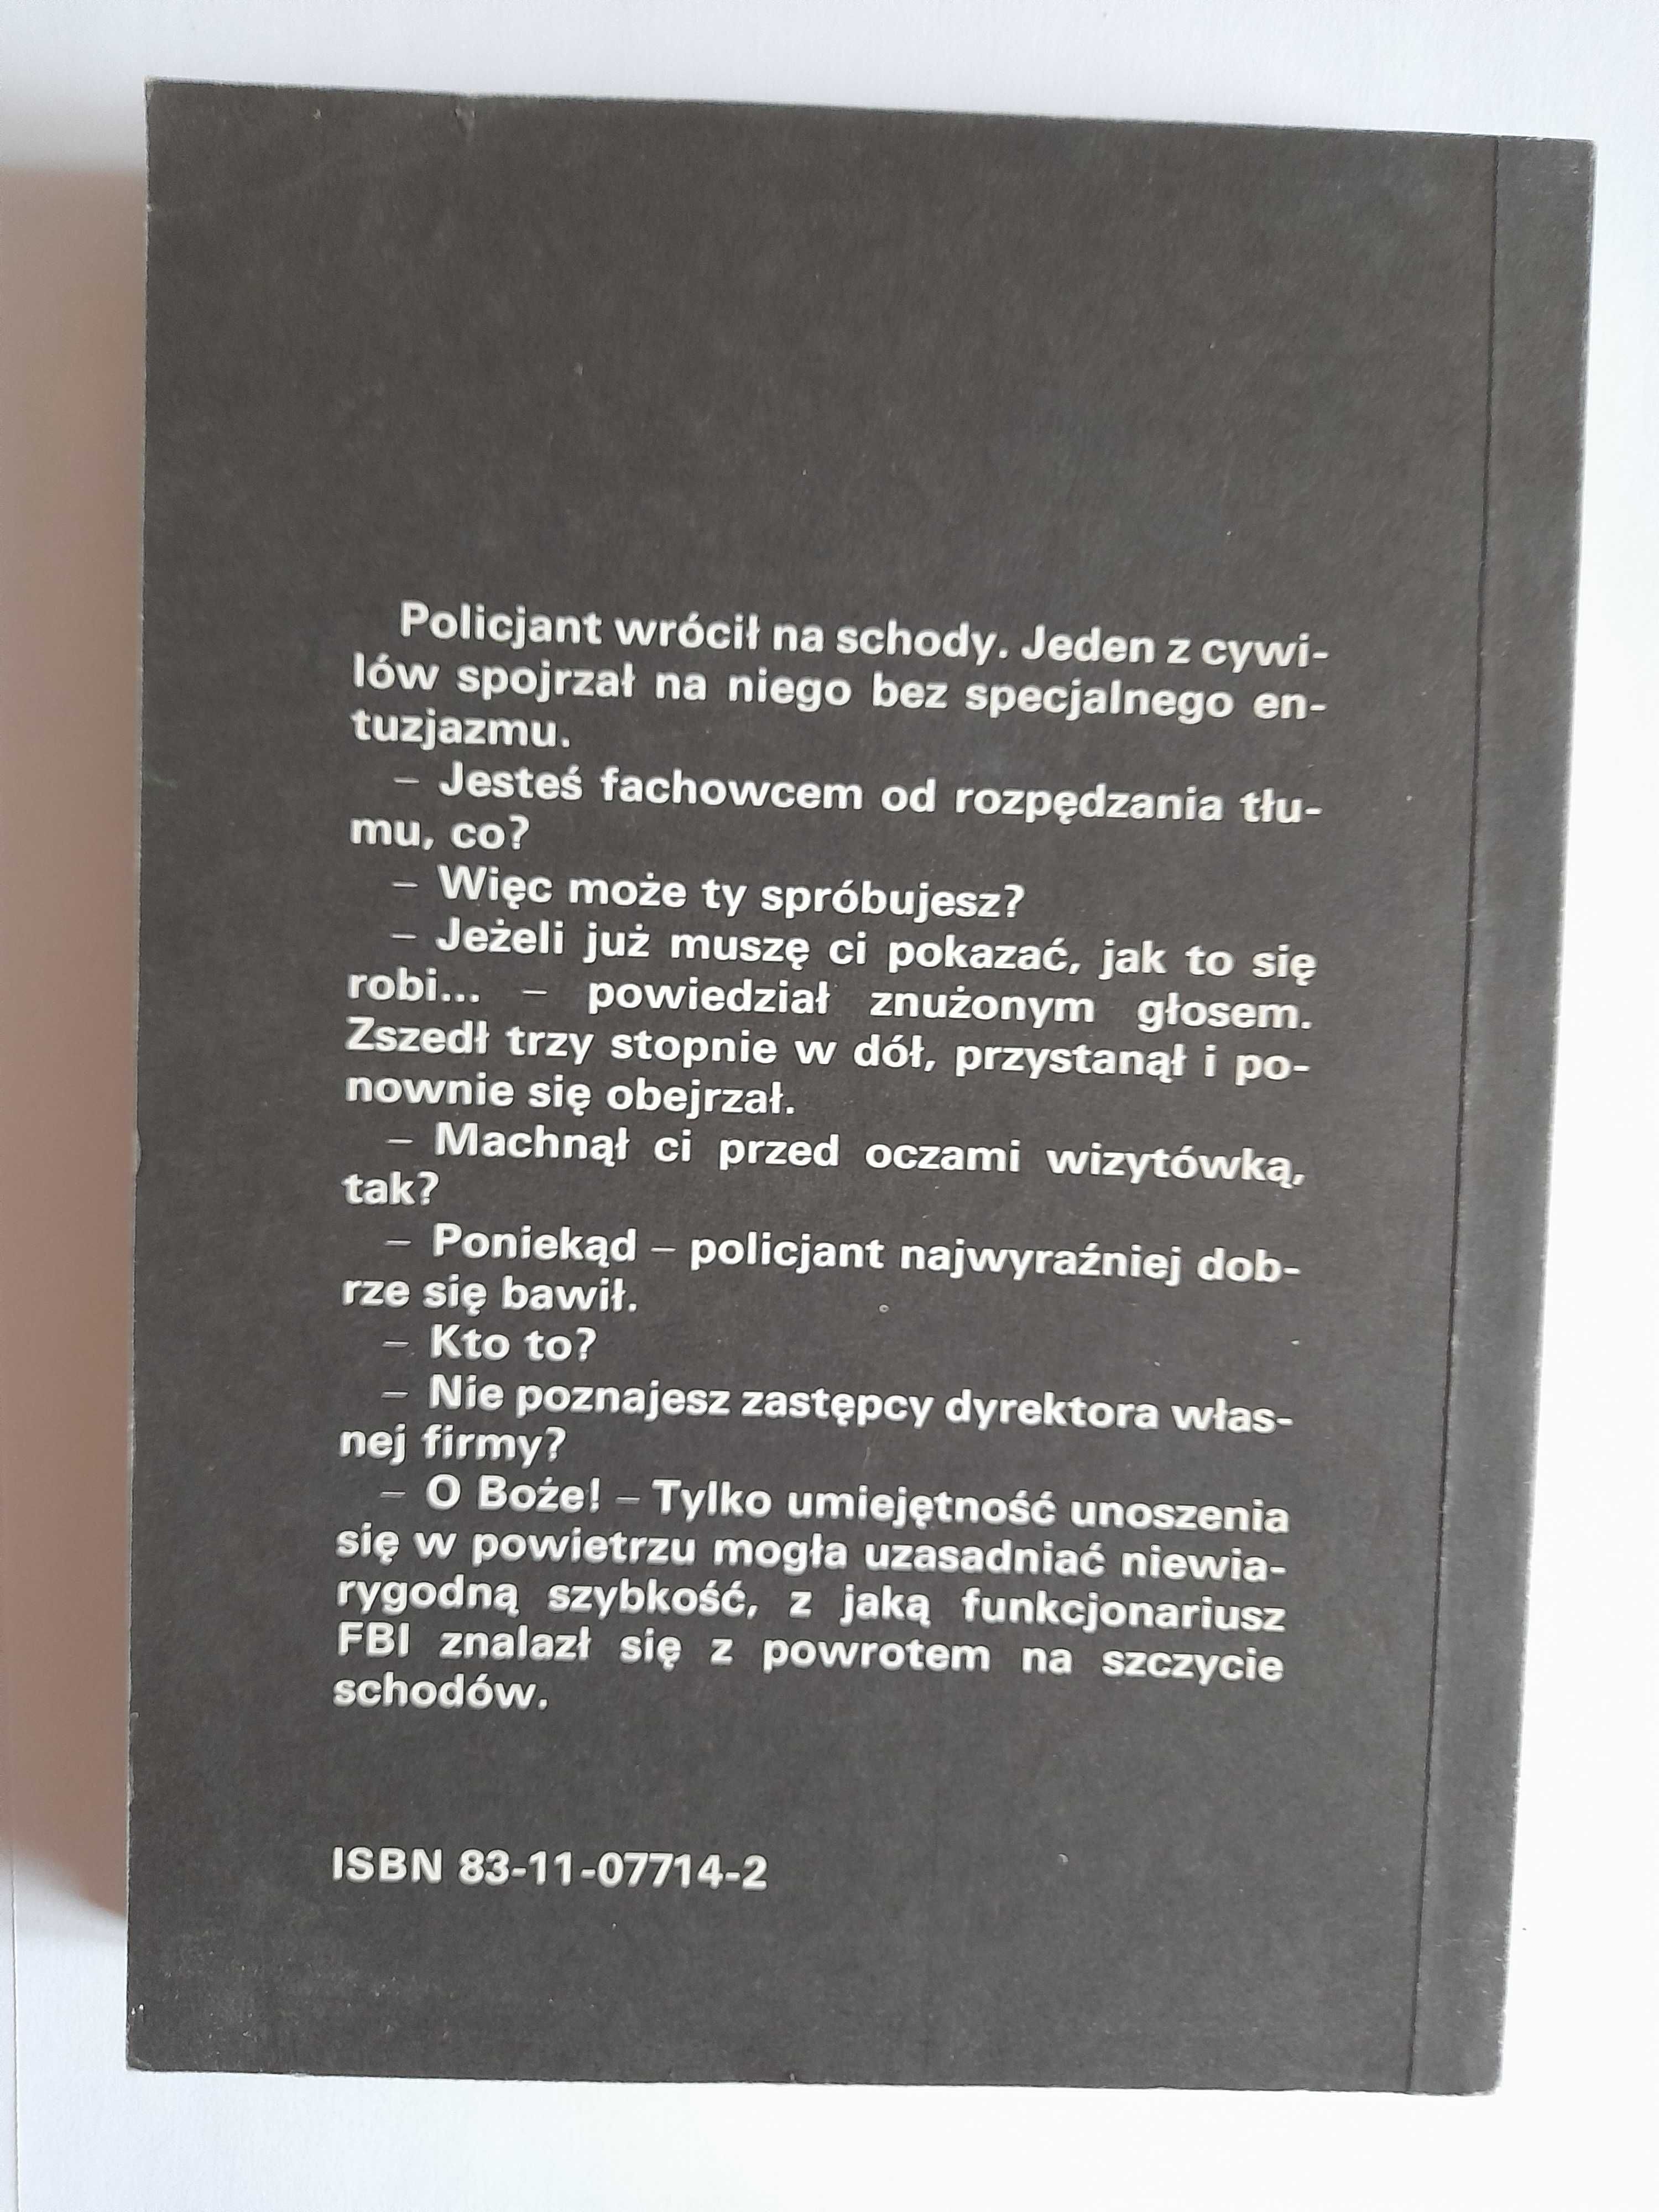 Policjant wrócił na schody. Jeden z cywi-
lów spojrzał na niego bez specjalnego en-
tuzjazmu.
– Jesteś fachowcem od rozpędzania tłu-
mu, co?
– Więc może ty spróbujesz?
– Jeżeli już muszę ci pokazać, jak to się
robi... – powiedział znużonym głosem.
Zszedł trzy stopnie w dół, przystanął i po-
nownie się obejrzał.
– Machnął ci przed oczami wizytówką,
tak?
– Poniekąd – policjant najwyraźniej dob-
rze się bawił.
– Kto to?
– Nie poznajesz zastępcy dyrektora włas-
nej firmy?
– O Boże! – Tylko umiejętność unoszenia
się w powietrzu mogła uzasadniać niewia-
rygodną szybkość, z jaką funkcjonariusz
FBI znalazł się z powrotem na szczycie
schodów.
ISBN 83-11-07714-2